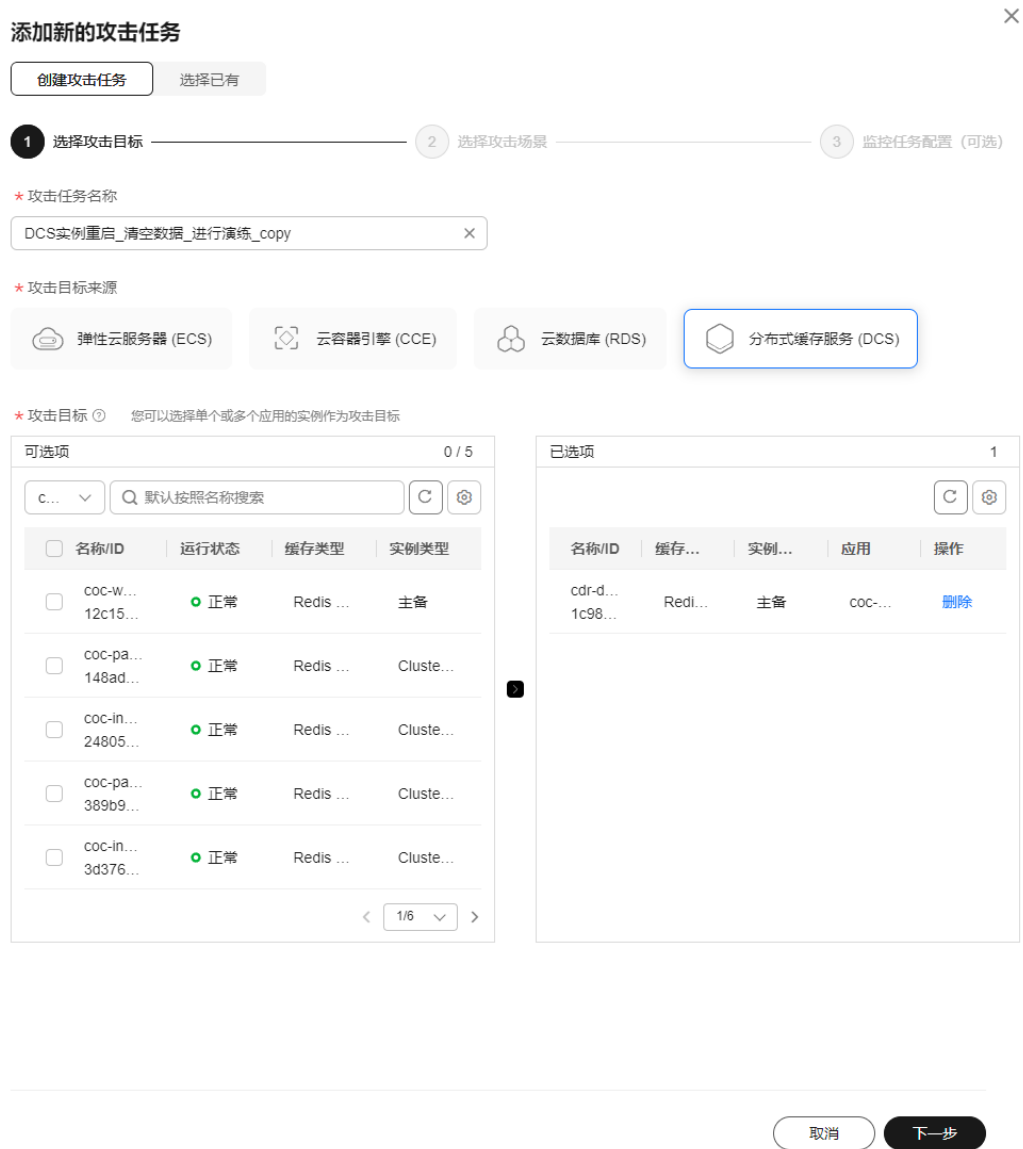 添加新的攻击任务
创建攻击任务 选择已有
1 选择攻击目标 2 选择攻击场景 3 监控任务配置（可选）
* 攻击任务名称
DCS实例重启_清空数据_进行演练_copy
* 攻击目标来源
弹性云服务器 (ECS) 云容器引擎 (CCE) 云数据库 (RDS) 分布式缓存服务 (DCS)
* 攻击目标 您可以选择单个或多个应用的实例作为攻击目标
可选项 0 / 5 已选项 1
c... 默认按照名称搜索
名称/ID 运行状态 缓存类型 实例类型 名称/ID 缓存... 实例... 应用 操作
coc-w... 正常 Redis ... 主备 cdr-d... Redi... 主备 coc-... 删除
12c15... 1c98...
coc-pa... 正常 Redis ... Cluste...
148ad...
coc-in... 正常 Redis ... Cluste...
24805...
coc-pa... 正常 Redis ... Cluste...
389b9...
coc-in... 正常 Redis ... Cluste...
3d376...
1/6
取消 下一步